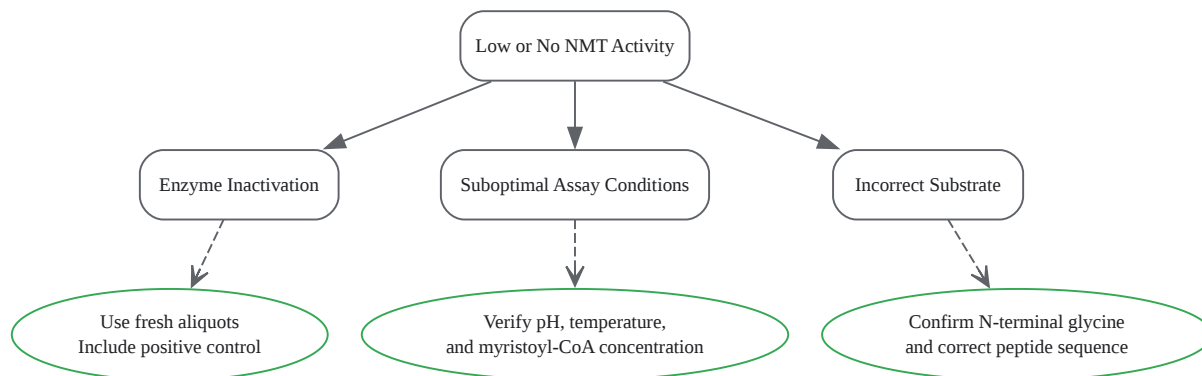 Low or No NMT Activity
Enzyme Inactivation
Suboptimal Assay Conditions
Incorrect Substrate
Use fresh aliquots
Include positive control
Verify pH, temperature,
and myristoyl-CoA concentration
Confirm N-terminal glycine
and correct peptide sequence